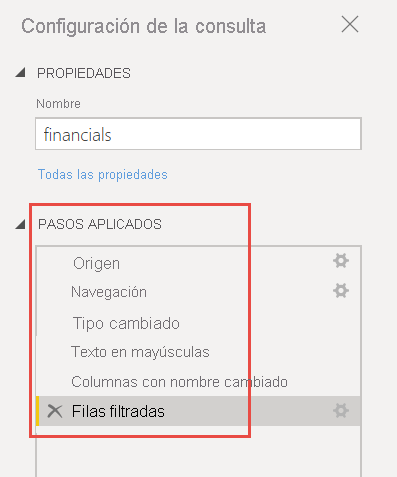 Configuración de la consulta
PROPIEDADES
Nombre
financials
Todas las propiedades
PASOS APLICADOS
Origen
Navegación
Tipo cambiado
Texto en mayúsculas
Columnas con nombre cambiado
Filas filtradas